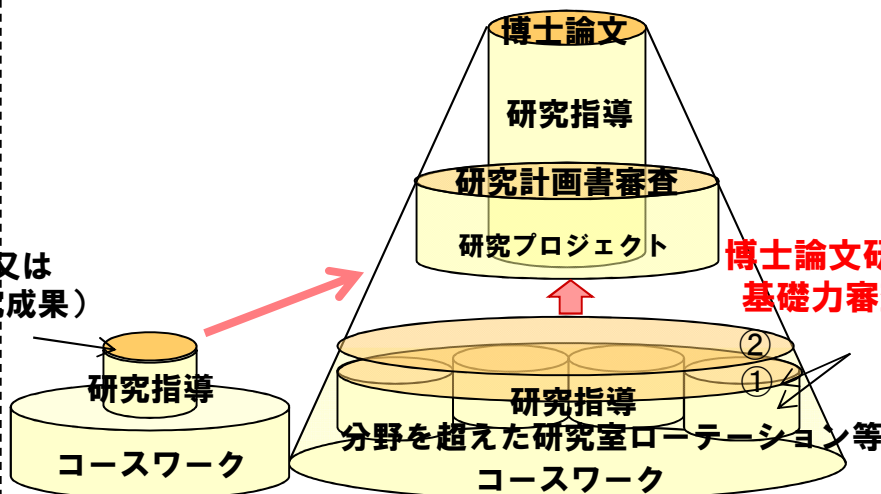 博士論文
研究指導
研究計画書審査
研究プロジェクト
又は
成果）
博士論文研
基礎力審
②
①
研究指導
研究指導
分野を超えた研究室ローテーション等
コースワーク
コースワーク